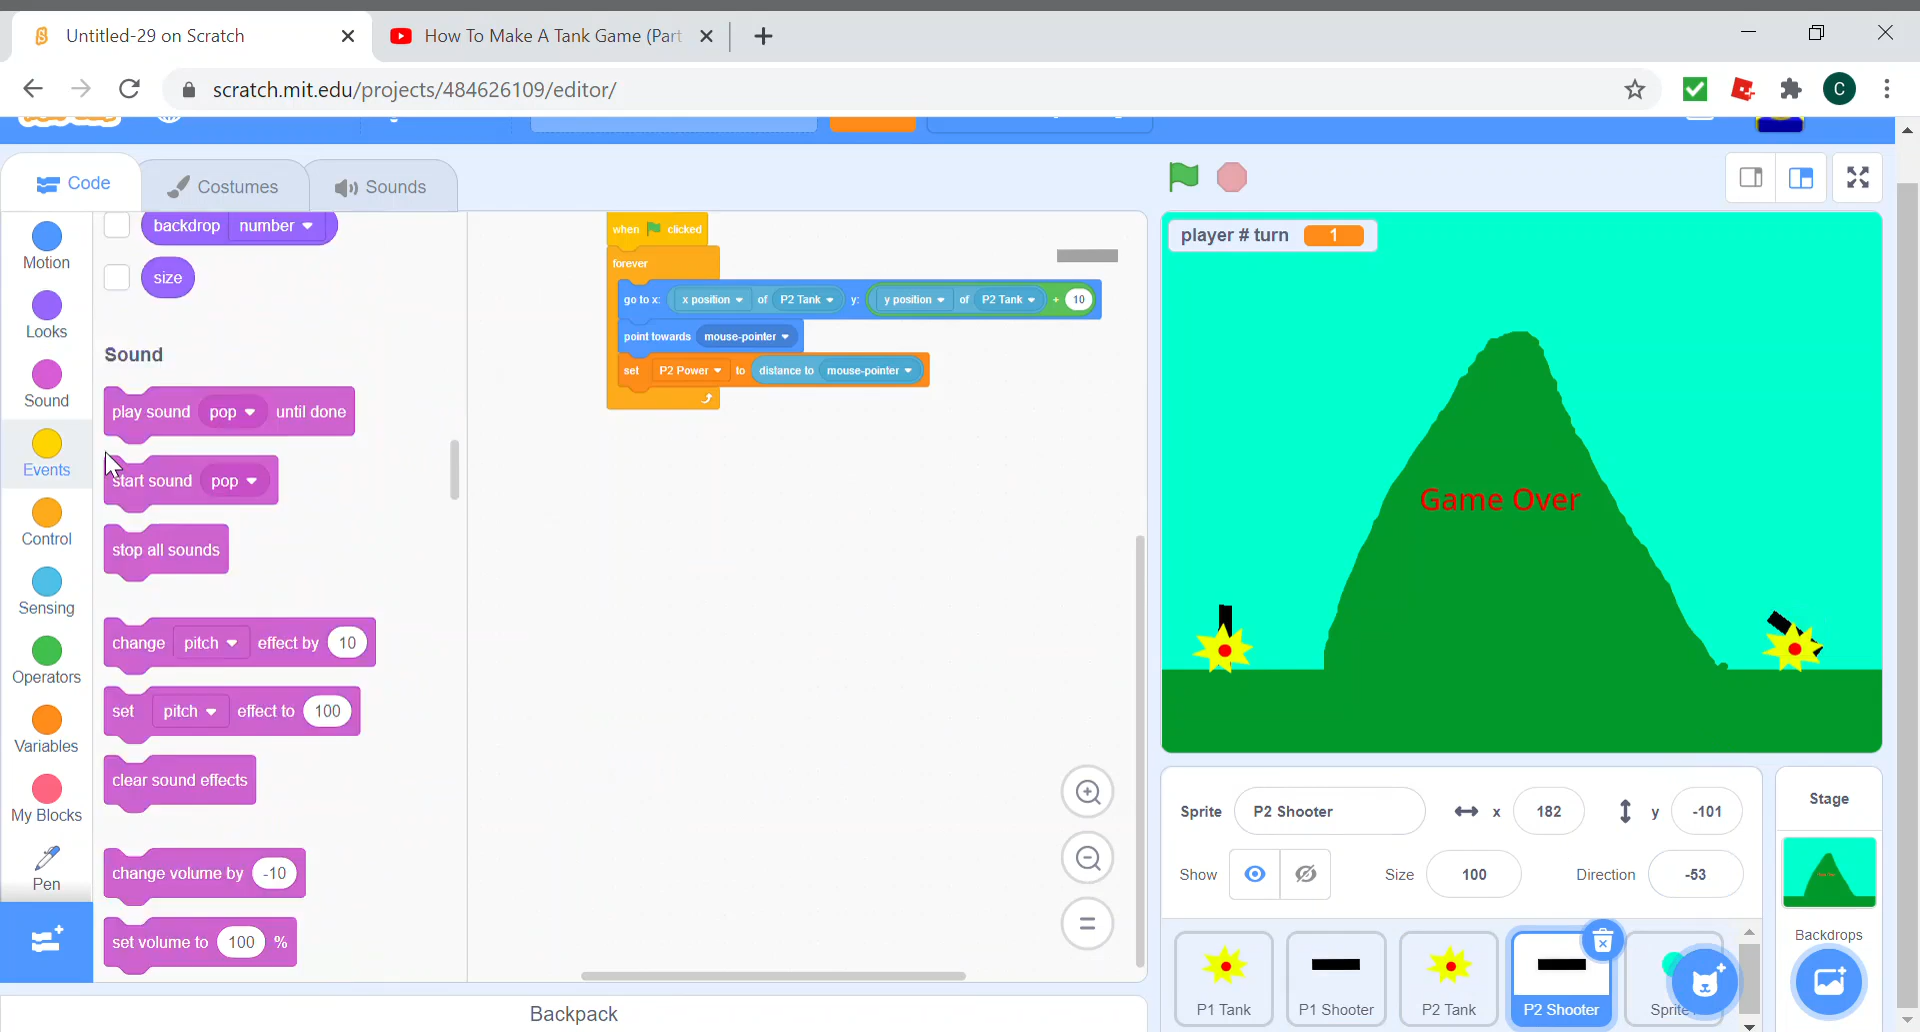 Untitled-29 on Scratch
How To Make A Tank Game (Part
scratch.mit.edu/projects/484626109/editor/
C
Code
Costumes
Sounds
Motion
Looks
Sound
Events
Control
Sensing
Operators
Variables
My Blocks
Pen
backdrop number
size
Sound
play sound pop until done
start sound pop
stop all sounds
change pitch effect by 10
set pitch effect to 100
clear sound effects
change volume by -10
set volume to 100 %
when clicked
forever
go to x: x position of P2 Tank y: y position of P2 Tank + 10
point towards mouse-pointer
set P2 Power to distance to mouse-pointer
Backpack
player # turn 1
Game Over
Sprite P2 Shooter x 182 y -101
Show Size 100 Direction -53
P1 Tank
P1 Shooter
P2 Tank
P2 Shooter
Sprite
Stage
Backdrops